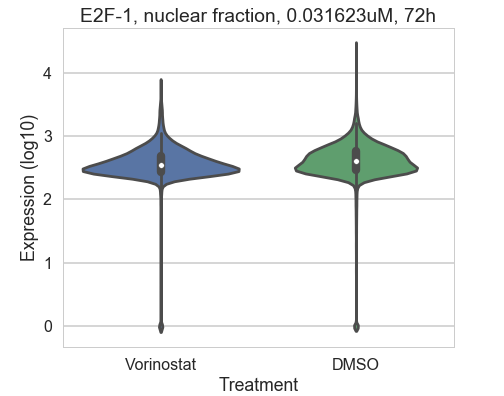 E2F-1, nuclear fraction, 0.031623uM, 72h
Expression (log10)
4
3
2
1
0
Vorinostat
DMSO
Treatment